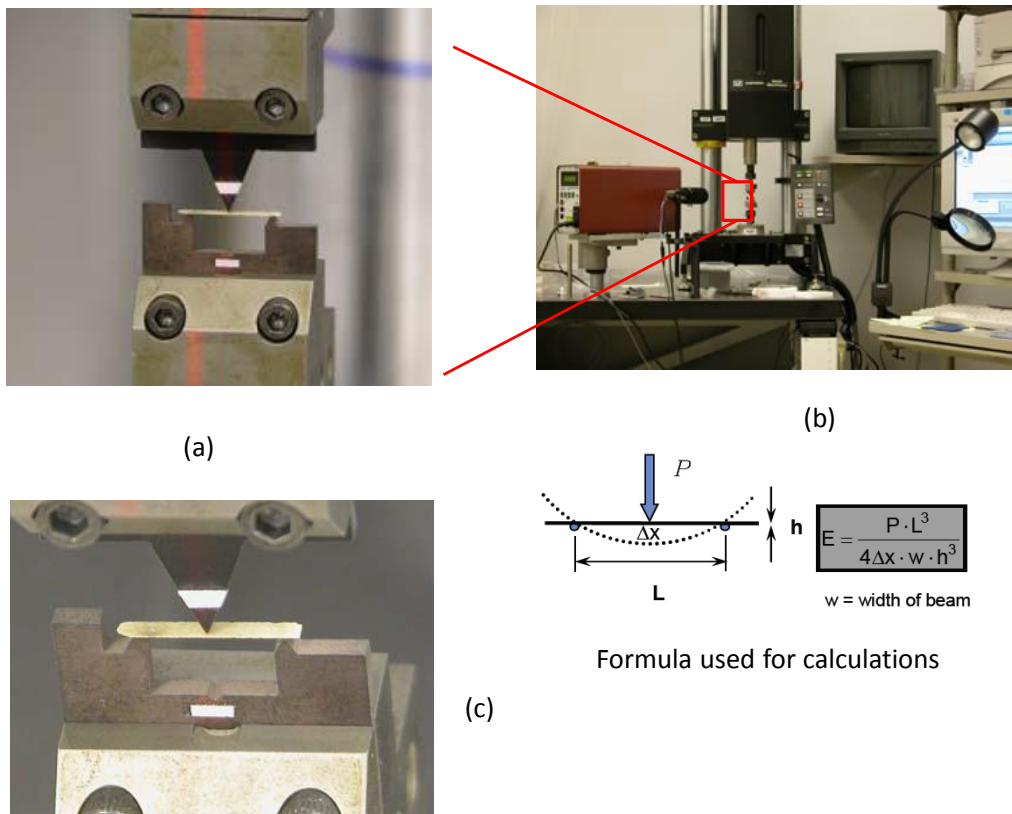 (a)
(b)
P
Δx
h
L
E = P·L³ / 4Δx·w·h³
w = width of beam
Formula used for calculations
(c)